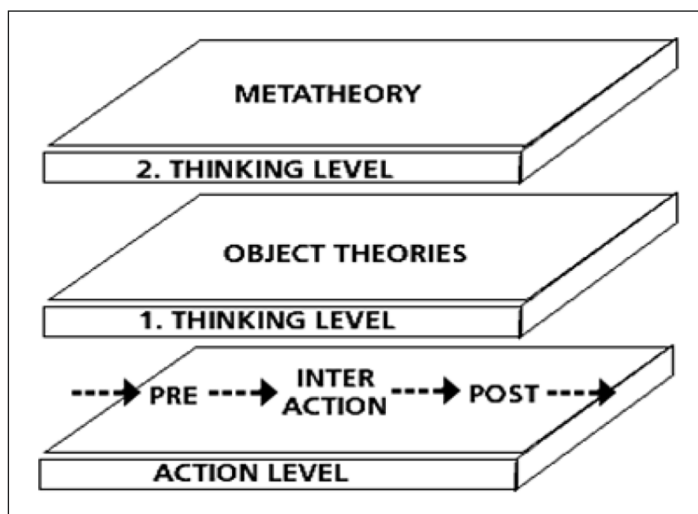 METATHEORY
2. THINKING LEVEL
OBJECT THEORIES
1. THINKING LEVEL
PRE INTER ACTION POST
ACTION LEVEL